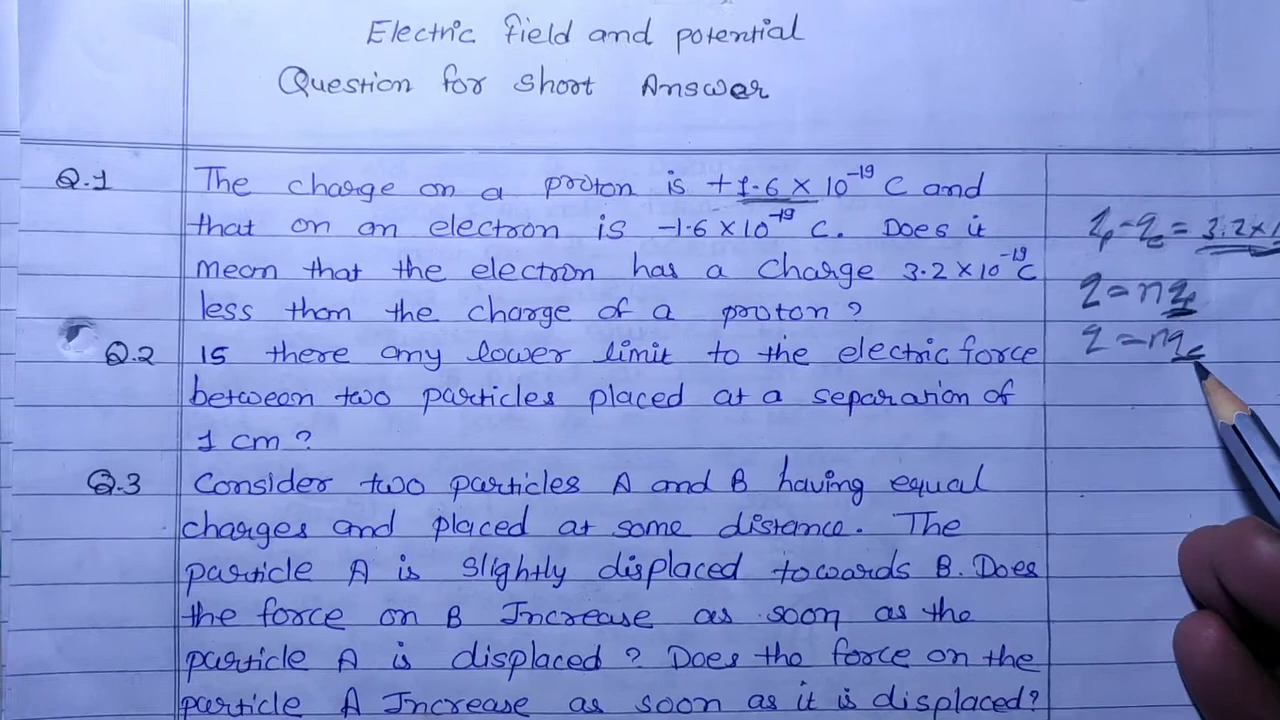 Electric field and potential
Question for short Answer
Q.1 The charge on a proton is +1.6 × 10⁻¹⁹ C and
that on an electron is -1.6 × 10⁻¹⁹ C. Does it
mean that the electron has a charge 3.2 × 10⁻¹⁹ C
less than the charge of a proton?
Q.2 Is there any lower limit to the electric force
between two particles placed at a separation of
1 cm?
Q.3 Consider two particles A and B having equal
charges and placed at some distance. The
particle A is slightly displaced towards B. Does
the force on B Increase as soon as the
particle A is displaced? Does the force on the
particle A Increase as soon as it is displaced?
qₚ - qₑ = 3.2 ×
q = nqₚ
q = nqₑ